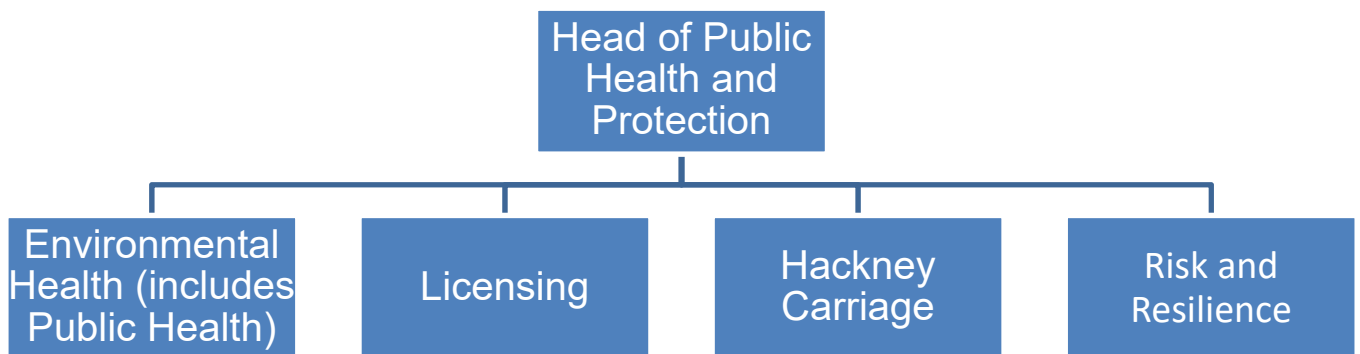 Head of Public
Health and
Protection
Environmental
Health (includes
Public Health)
Licensing
Hackney
Carriage
Risk and
Resilience